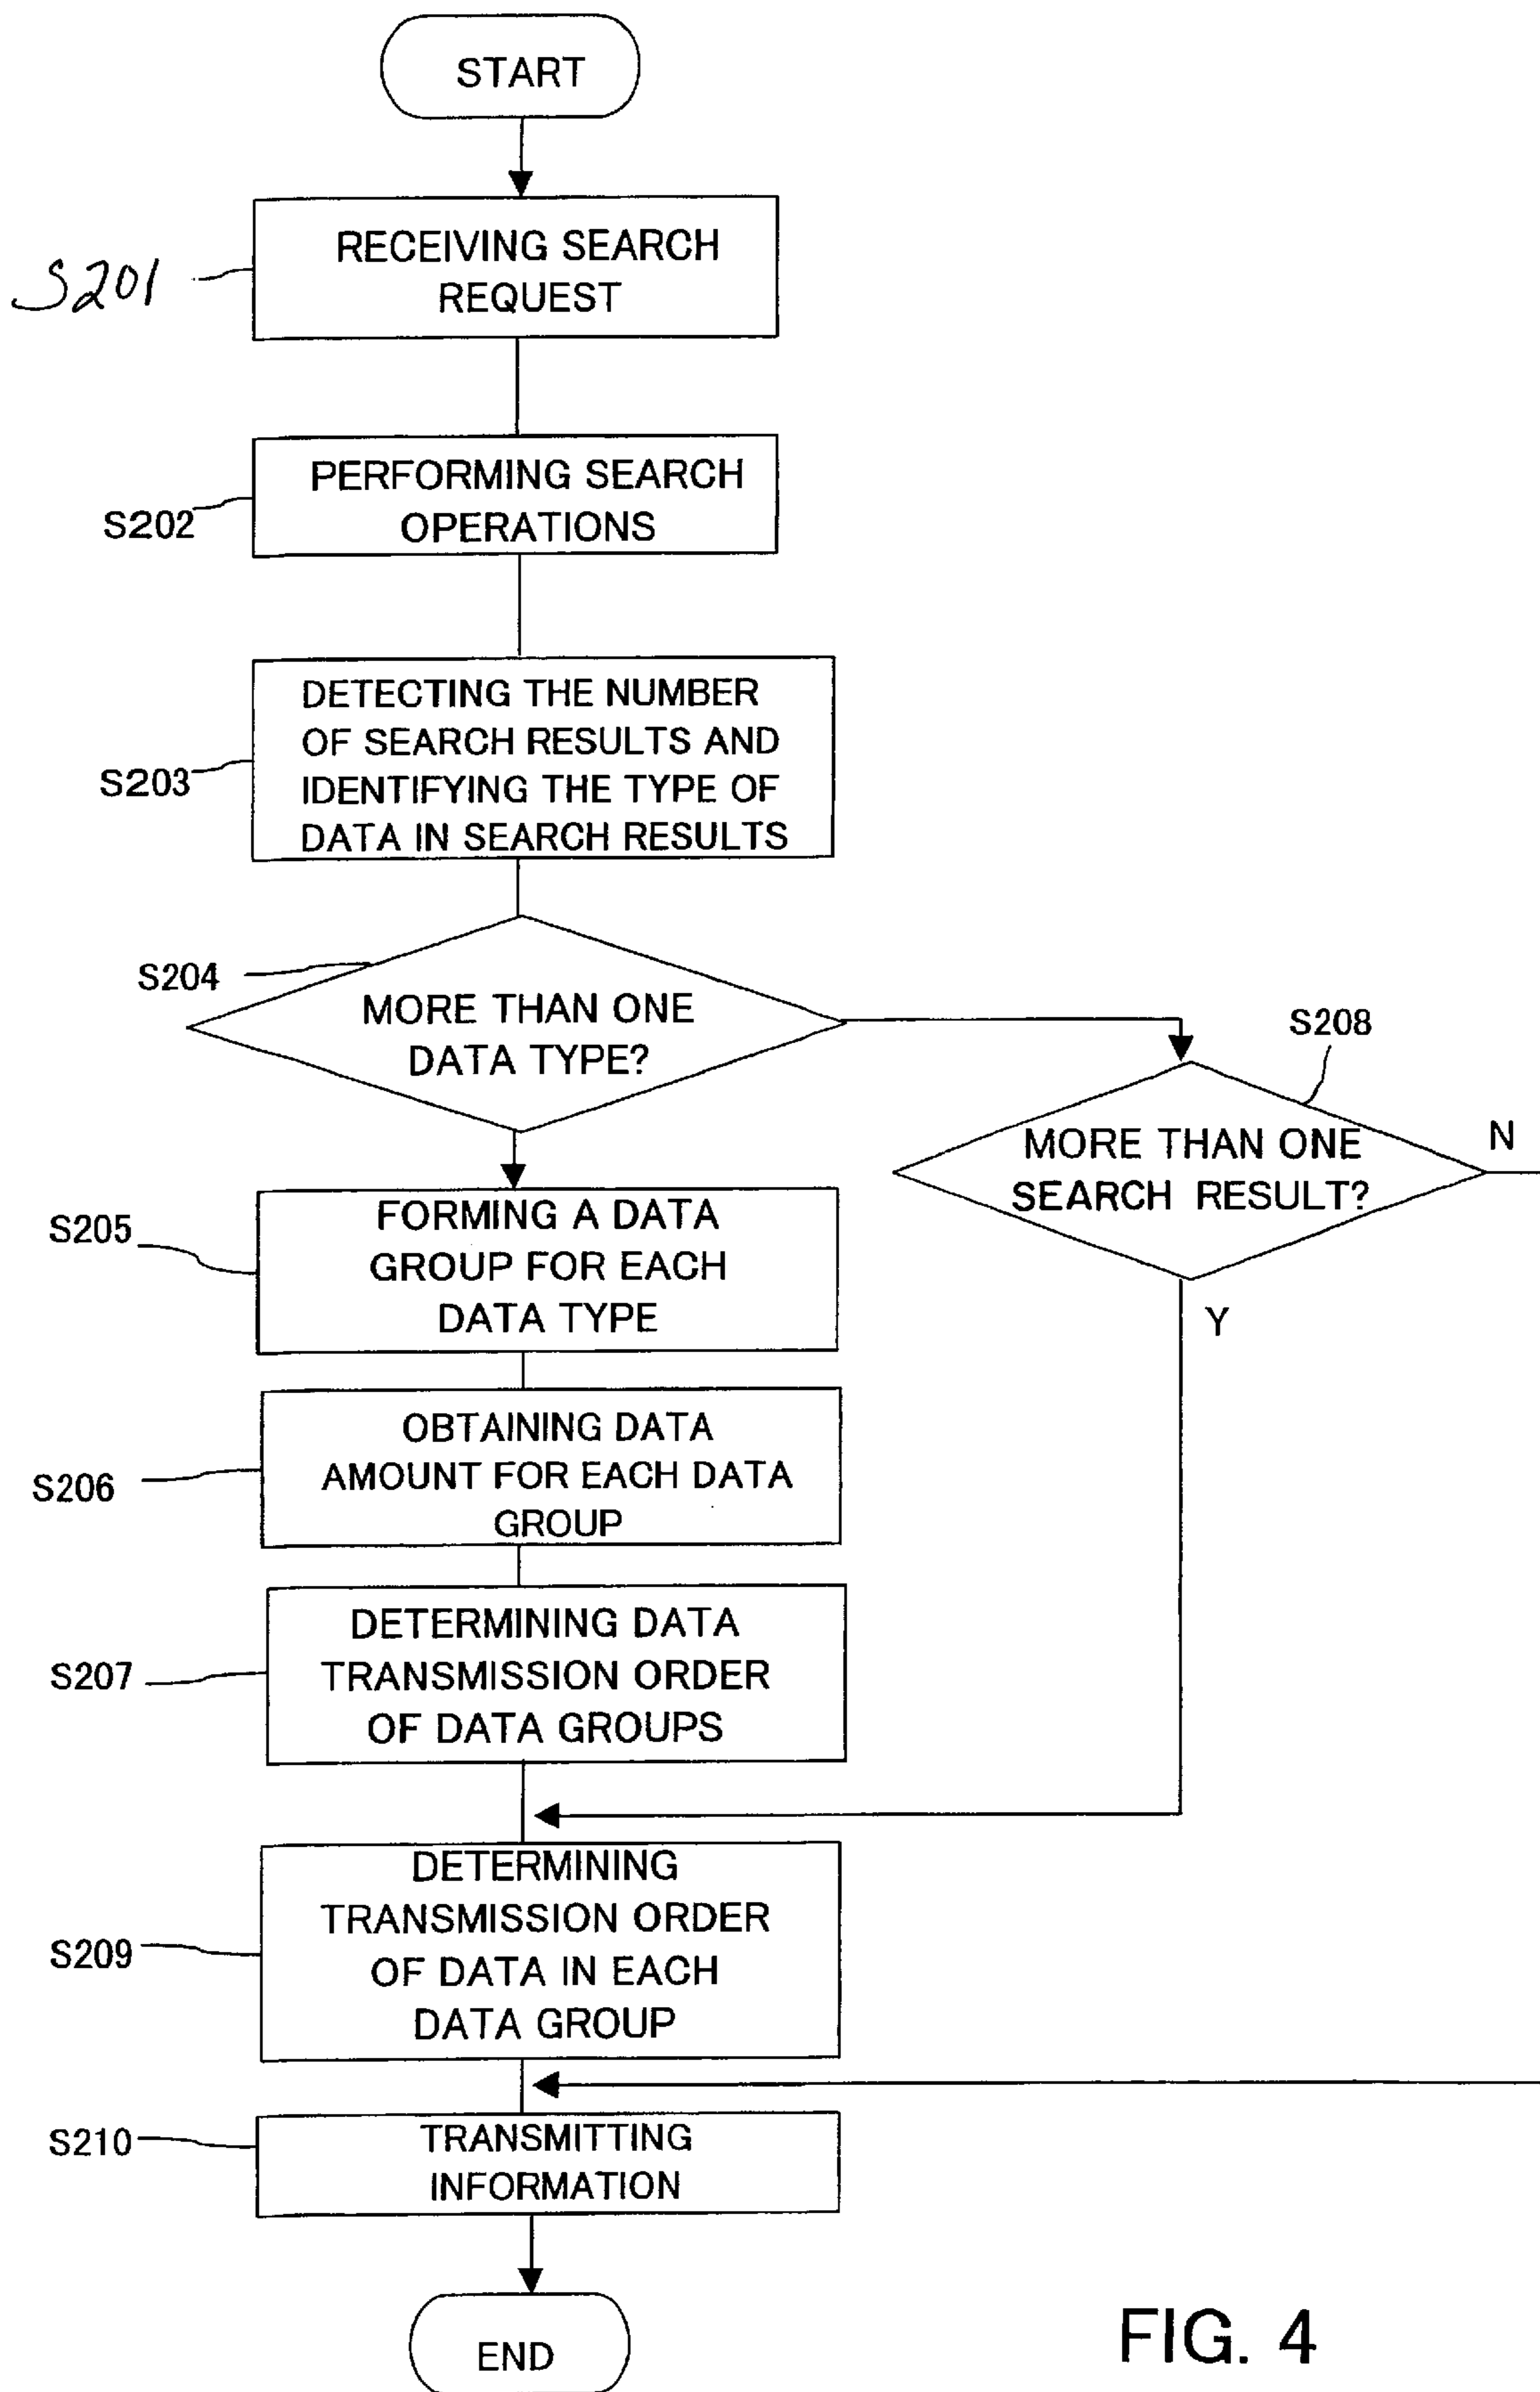 START
S201
RECEIVING SEARCH
REQUEST
S202
PERFORMING SEARCH
OPERATIONS
S203
DETECTING THE NUMBER
OF SEARCH RESULTS AND
IDENTIFYING THE TYPE OF
DATA IN SEARCH RESULTS
S204
MORE THAN ONE
DATA TYPE?
S208
MORE THAN ONE
SEARCH RESULT?
N
Y
S205
FORMING A DATA
GROUP FOR EACH
DATA TYPE
S206
OBTAINING DATA
AMOUNT FOR EACH DATA
GROUP
S207
DETERMINING DATA
TRANSMISSION ORDER
OF DATA GROUPS
S209
DETERMINING
TRANSMISSION ORDER
OF DATA IN EACH
DATA GROUP
S210
TRANSMITTING
INFORMATION
END
FIG. 4